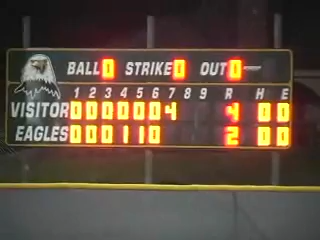 BALL 0 STRIKE 0 OUT 0
1 2 3 4 5 6 7 8 9 R H E
VISITOR 0 0 0 0 0 0 4 4 0 0
EAGLES 0 0 0 1 1 0 2 0 0